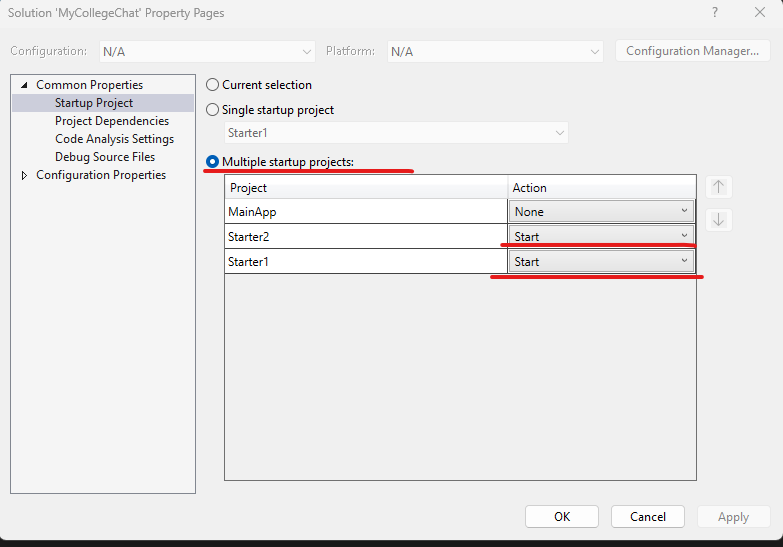 Solution 'MyCollegeChat' Property Pages
?
Configuration: N/A Platform: N/A Configuration Manager...
Common Properties
Startup Project
Project Dependencies
Code Analysis Settings
Debug Source Files
Configuration Properties
Current selection
Single startup project
Starter1
Multiple startup projects:
Project Action
MainApp None
Starter2 Start
Starter1 Start
OK Cancel Apply